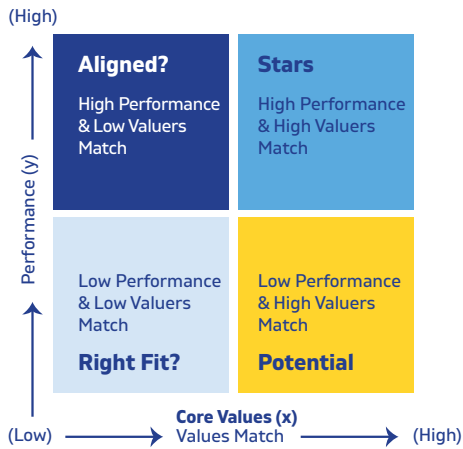 (High)
Aligned?
High Performance
& Low Valuers
Match
Stars
High Performance
& High Valuers
Match
Performance (y)
Low Performance
& Low Valuers
Match
Right Fit?
Low Performance
& High Valuers
Match
Potential
(Low)
Core Values (x)
Values Match
(High)